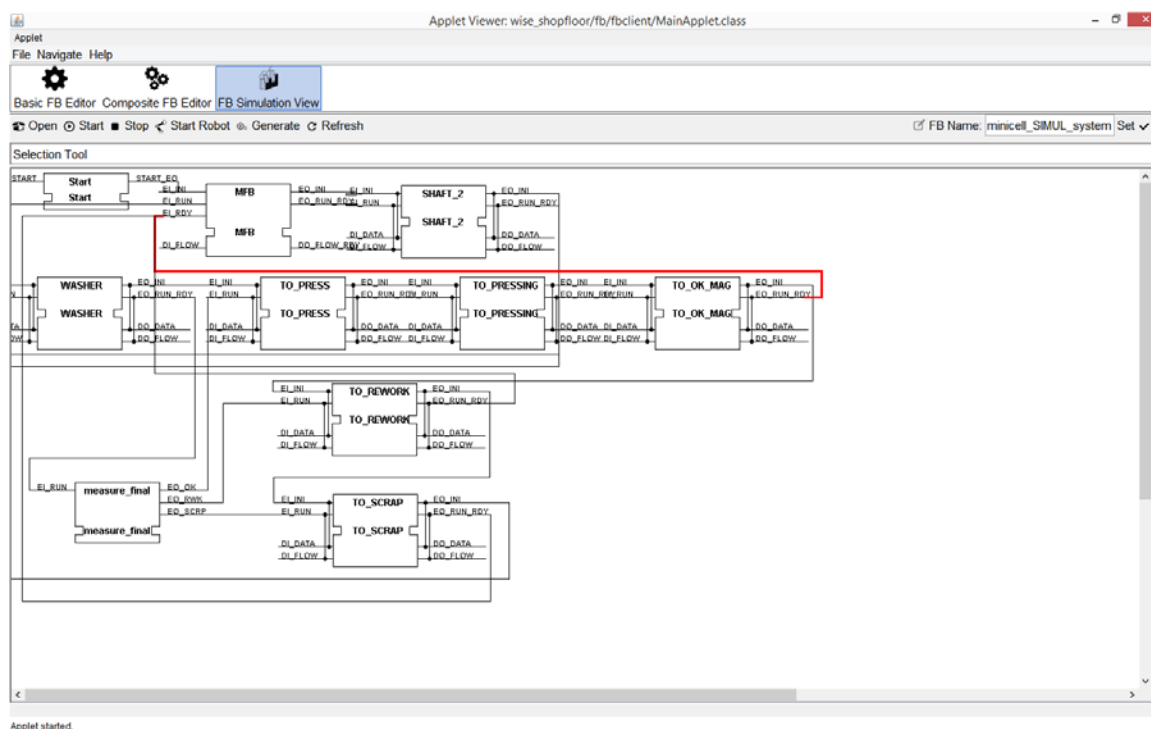 Applet Viewer: wise_shopfloor/fb/fbclient/MainApplet.class
Applet
File Navigate Help
Basic FB Editor Composite FB Editor FB Simulation View
Open Start Stop Start Robot Generate Refresh FB Name: minicell_SIMUL_system Set
Selection Tool
START Start START_EO
Start
EI_INI MFB EO_INI EI_INI SHAFT_2 EO_INI
EI_RUN EO_RUN_RDY EI_RUN EO_RUN_RDY
EI_RDY
MFB SHAFT_2
DI_DATA DO_DATA
DI_FLOW DO_FLOW_RDY DI_FLOW DO_FLOW
WASHER EO_INI EI_INI TO_PRESS EO_INI EI_INI TO_PRESSING EO_INI EI_INI TO_OK_MAG EO_INI
N EO_RUN_RDY EI_RUN EO_RUN_RDY EI_RUN EO_RUN_RDY EI_RUN EO_RUN_RDY
WASHER TO_PRESS TO_PRESSING TO_OK_MAG
TA DO_DATA DI_DATA DO_DATA DI_DATA DO_DATA DI_DATA DO_DATA
OW DO_FLOW DI_FLOW DO_FLOW DI_FLOW DO_FLOW DI_FLOW DO_FLOW
EI_INI TO_REWORK EO_INI
EI_RUN EO_RUN_RDY
TO_REWORK
DI_DATA DO_DATA
DI_FLOW DO_FLOW
EI_RUN measure_final EO_OK
EO_RWK
EO_SCRP
measure_final
EI_INI TO_SCRAP EO_INI
EI_RUN EO_RUN_RDY
TO_SCRAP
DI_DATA DO_DATA
DI_FLOW DO_FLOW
Applet started.